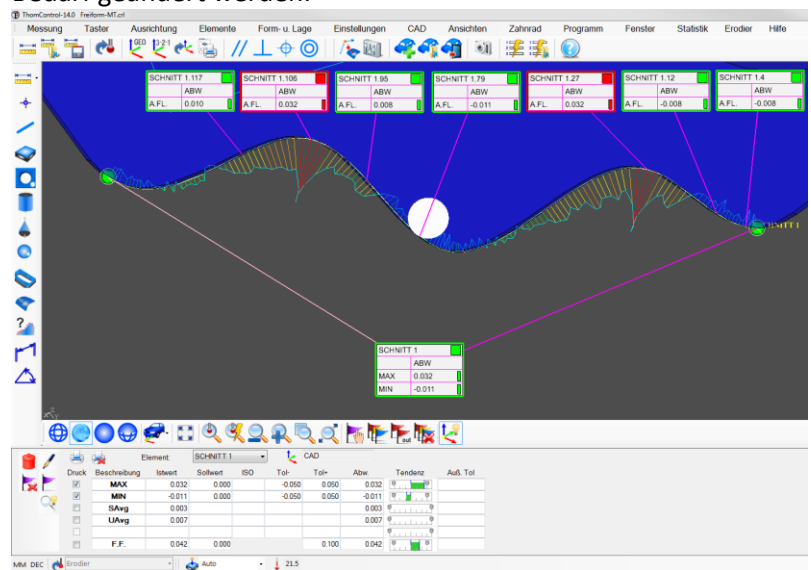 Bedarf geändert werden.
ThomControl-14.0 Freiform-MT.crl
Messung Taster Ausrichtung Elemente Form- u. Lage Einstellungen CAD Ansichten Zahnrad Programm Fenster Statistik Erodier Hilfe
GEO 1-2-1
SCHNITT 1.117 SCHNITT 1.106 SCHNITT 1.95 SCHNITT 1.79 SCHNITT 1.27 SCHNITT 1.12 SCHNITT 1.4
ABW ABW ABW ABW ABW ABW ABW
A.FL. 0.010 A.FL. 0.032 A.FL. 0.008 A.FL. -0.011 A.FL. 0.032 A.FL. -0.008 A.FL. -0.008
SCHNITT 1
ABW
MAX 0.032
MIN -0.011
out
Element SCHNITT 1 CAD
Druck Beschreibung Istwert Sollwert ISO Tol- Tol+ Abw. Tendenz Auß. Tol
MAX 0.032 0.000 -0.050 0.050 0.032
MIN -0.011 0.000 -0.050 0.050 -0.011
SAvg 0.003 0.003
UAvg 0.007 0.007
F.F. 0.042 0.000 0.100 0.042
MM DEC Erodier Auto 21.5